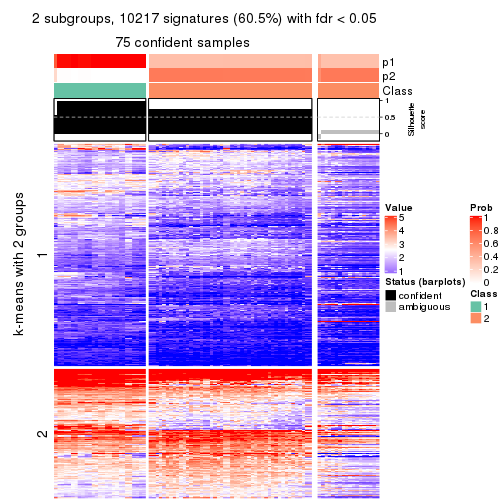 2 subgroups, 10217 signatures (60.5%) with fdr < 0.05
75 confident samples
p1
p2
Class
1
0.5
0
Silhouette
score
k-means with 2 groups
1
2
Value
5
4
3
2
1
Status (barplots)
confident
ambiguous
Prob
1
0.8
0.6
0.4
0.2
0
Class
1
2